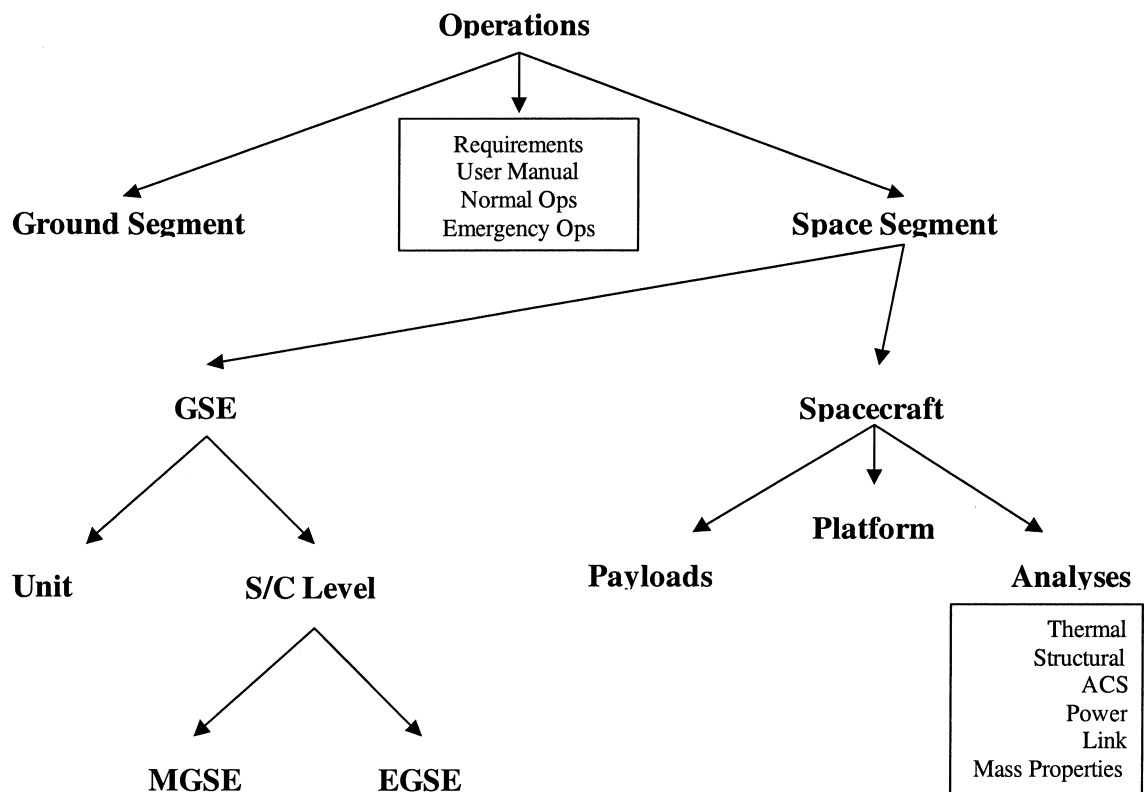 Operations
Requirements
User Manual
Normal Ops
Emergency Ops
Ground Segment
Space Segment
GSE
Spacecraft
Platform
Unit
S/C Level
Payloads
Analyses
Thermal
Structural
ACS
Power
Link
Mass Properties
MGSE
EGSE